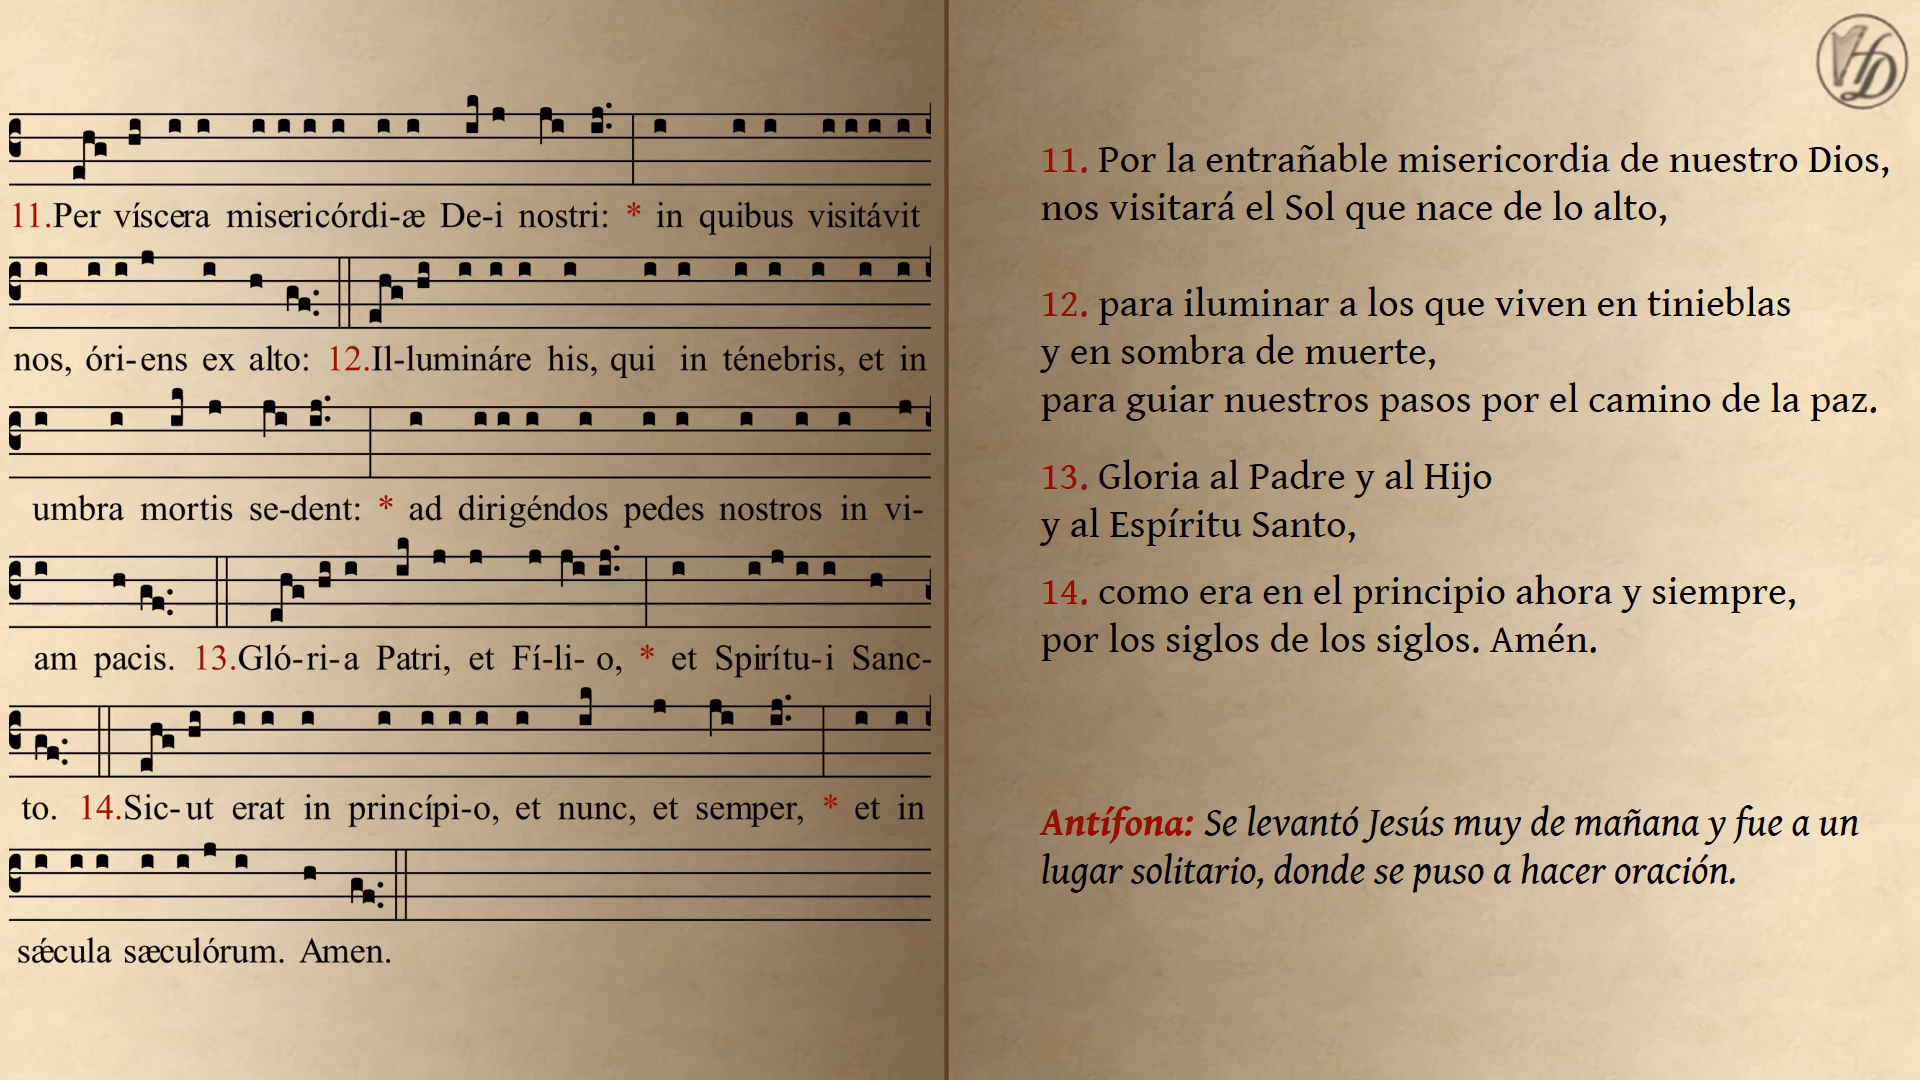 11.Per víscera misericórdi-æ De-i nostri: * in quibus visitávit
nos, óri-ens ex alto: 12.Il-lumináre his, qui in ténebris, et in
umbra mortis se-dent: * ad dirigéndos pedes nostros in vi-
am pacis. 13.Gló-ri-a Patri, et Fí-li- o, * et Spirítu-i Sanc-
to. 14.Sic-ut erat in princípi-o, et nunc, et semper, * et in
sǽcula sæculórum. Amen.
HD
11. Por la entrañable misericordia de nuestro Dios,
nos visitará el Sol que nace de lo alto,
12. para iluminar a los que viven en tinieblas
y en sombra de muerte,
para guiar nuestros pasos por el camino de la paz.
13. Gloria al Padre y al Hijo
y al Espíritu Santo,
14. como era en el principio ahora y siempre,
por los siglos de los siglos. Amén.
Antífona: Se levantó Jesús muy de mañana y fue a un
lugar solitario, donde se puso a hacer oración.